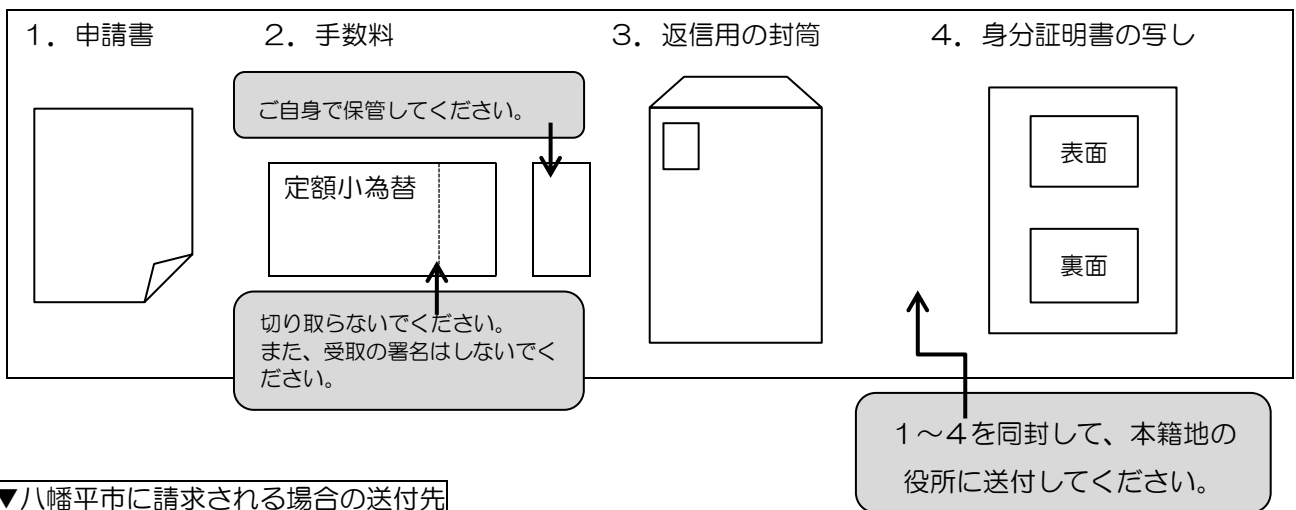 1．申請書
2．手数料
3．返信用の封筒
4．身分証明書の写し
ご自身で保管してください。
定額小為替
切り取らないでください。
また、受取の署名はしないでく
ださい。
表面
裏面
1～4を同封して、本籍地の
役所に送付してください。
▼八幡平市に請求される場合の送付先